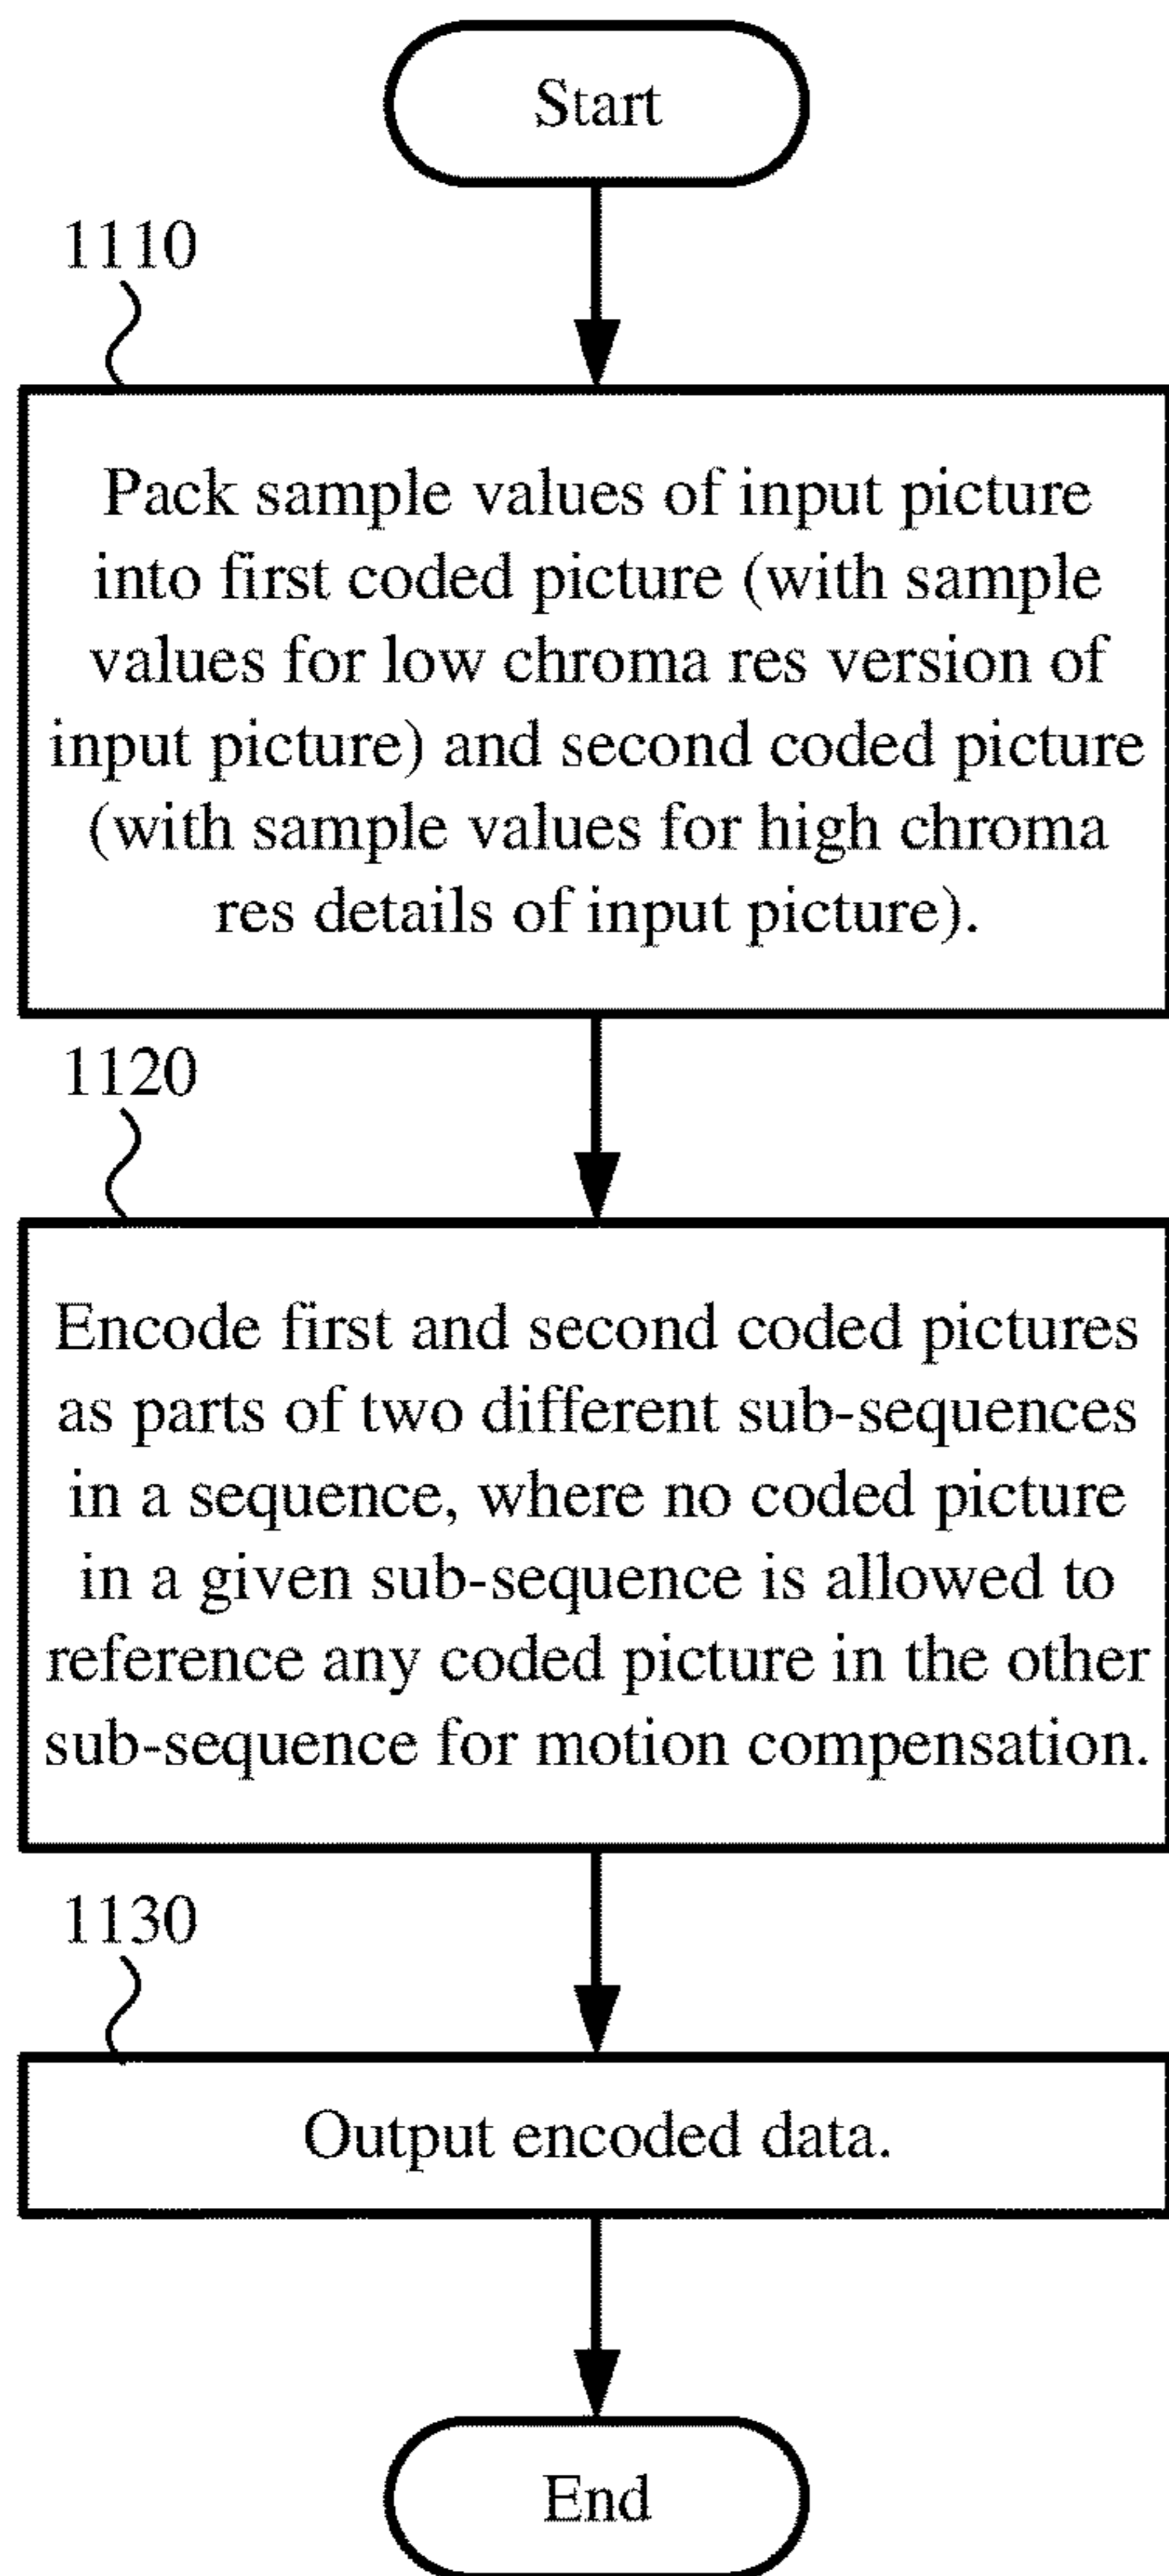 Start
1110
Pack sample values of input picture
into first coded picture (with sample
values for low chroma res version of
input picture) and second coded picture
(with sample values for high chroma
res details of input picture).
1120
Encode first and second coded pictures
as parts of two different sub-sequences
in a sequence, where no coded picture
in a given sub-sequence is allowed to
reference any coded picture in the other
sub-sequence for motion compensation.
1130
Output encoded data.
End